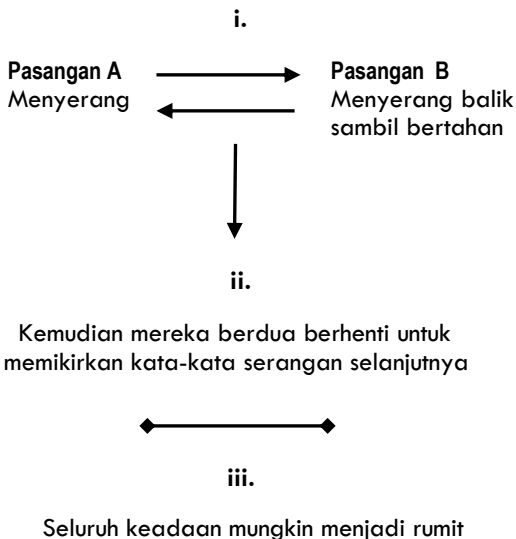 i.
Pasangan A
Menyerang
Pasangan B
Menyerang balik
sambil bertahan
ii.
Kemudian mereka berdua berhenti untuk
memikirkan kata-kata serangan selanjutnya
iii.
Seluruh keadaan mungkin menjadi rumit